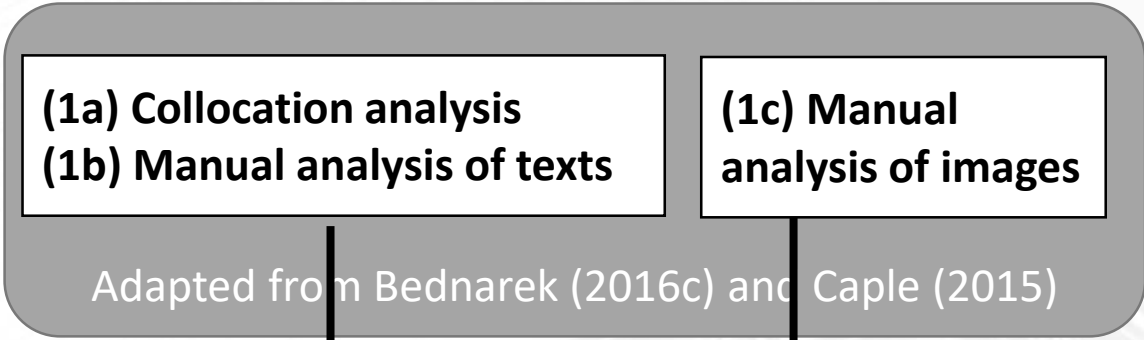 (1a) Collocation analysis
(1b) Manual analysis of texts
(1c) Manual
analysis of images
Adapted from Bednarek (2016c) and Caple (2015)